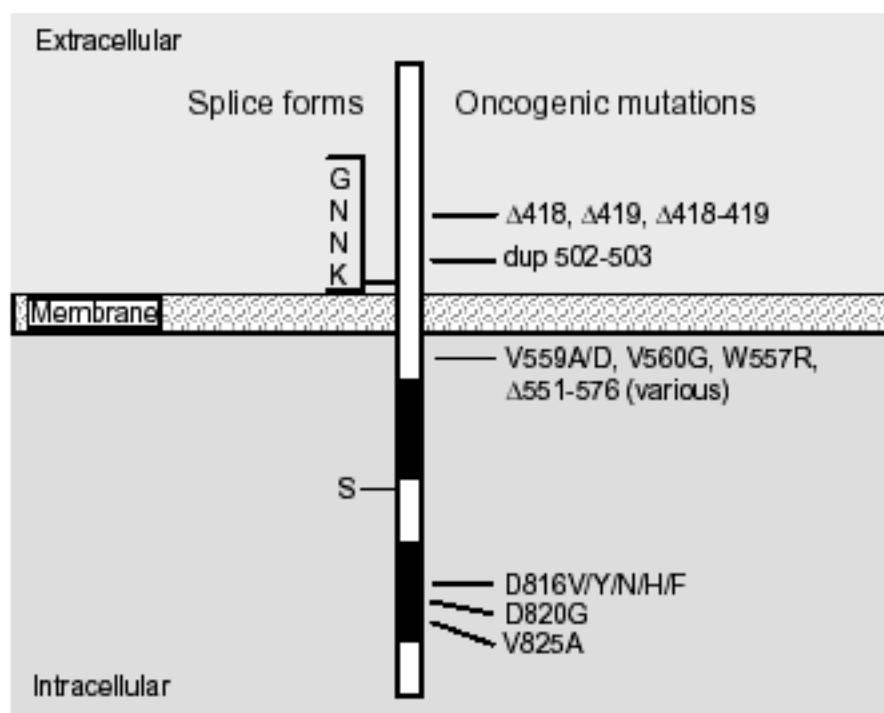 Extracellular
Splice forms
Oncogenic mutations
G
N
N
K
Δ418, Δ419, Δ418-419
dup 502-503
Membrane
V559A/D, V560G, W557R,
Δ551-576 (various)
S
D816V/Y/N/H/F
D820G
V825A
Intracellular